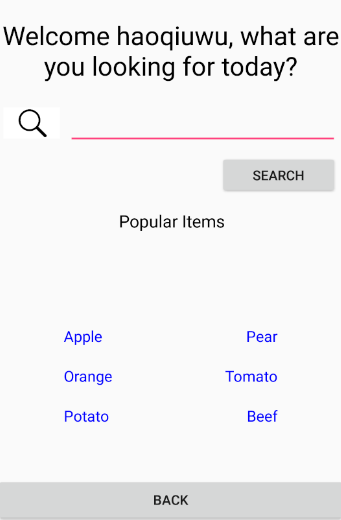 Welcome haoqiuwu, what are
you looking for today?
SEARCH
Popular Items
Apple Pear
Orange Tomato
Potato Beef
BACK